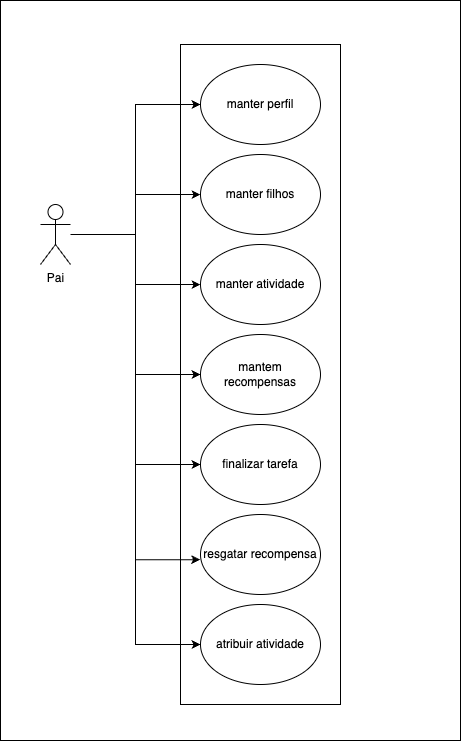 manter perfil
manter filhos
Pai
manter atividade
mantem
recompensas
finalizar tarefa
resgatar recompensa
atribuir atividade